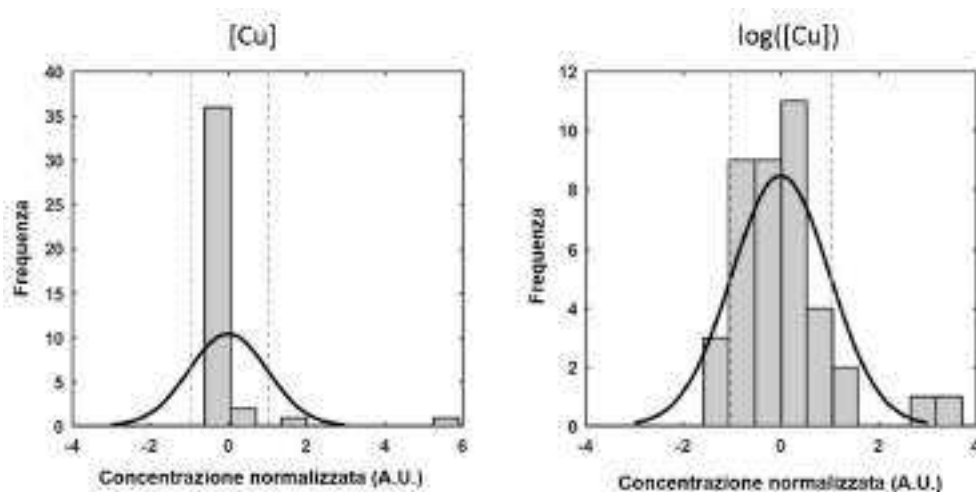 [Cu]
40
35
30
25
20
15
10
5
0
Frequenza
-4 -2 0 2 4 6
Concentrazione normalizzata (A.U.)
log([Cu])
12
10
8
6
4
2
0
Frequenza
-4 -2 0 2 4
Concentrazione normalizzata (A.U.)